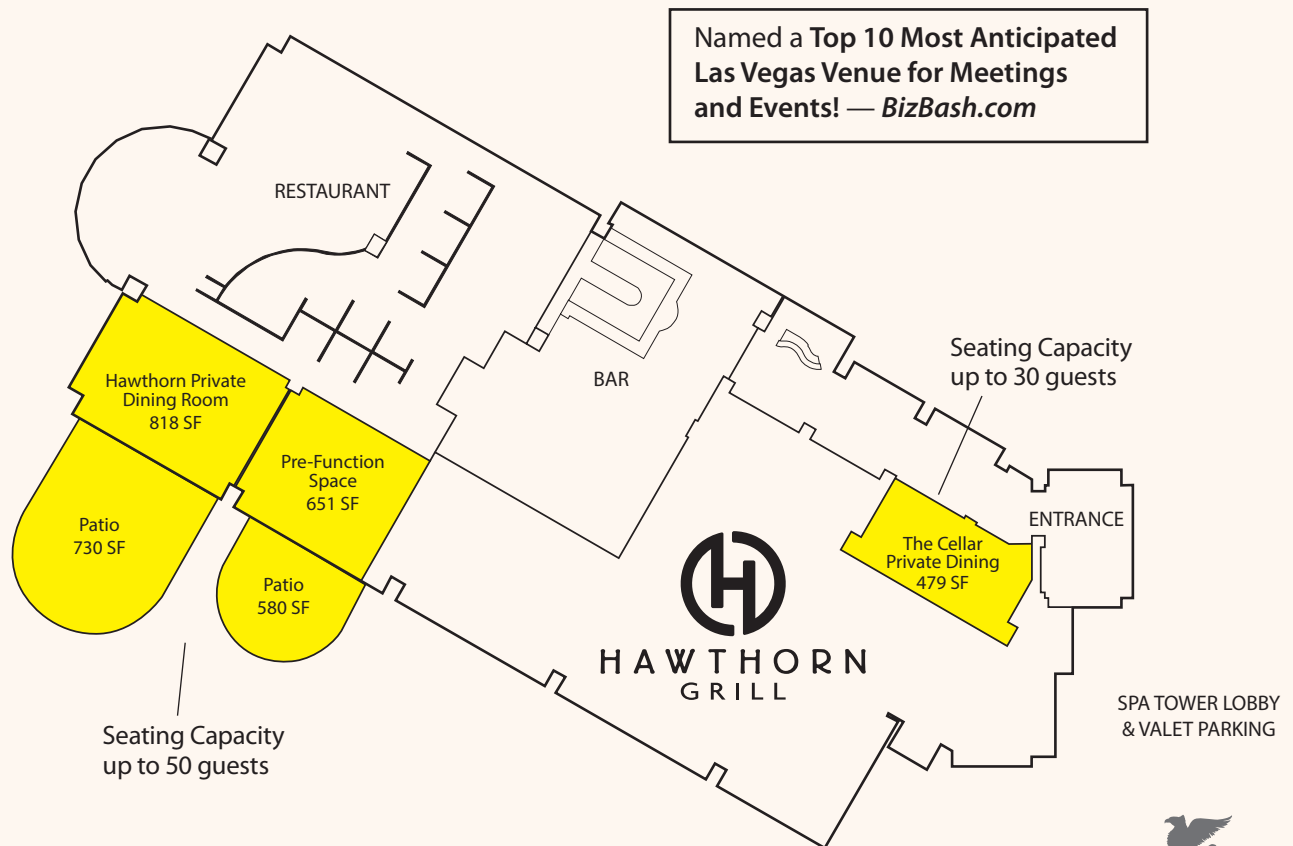 Named a Top 10 Most Anticipated
Las Vegas Venue for Meetings
and Events! — BizBash.com
RESTAURANT
BAR
Seating Capacity
up to 30 guests
Hawthorn Private
Dining Room
818 SF
Pre-Function
Space
651 SF
ENTRANCE
Patio
730 SF
The Cellar
Private Dining
479 SF
Patio
580 SF
H
HAWTHORN
GRILL
SPA TOWER LOBBY
& VALET PARKING
Seating Capacity
up to 50 guests